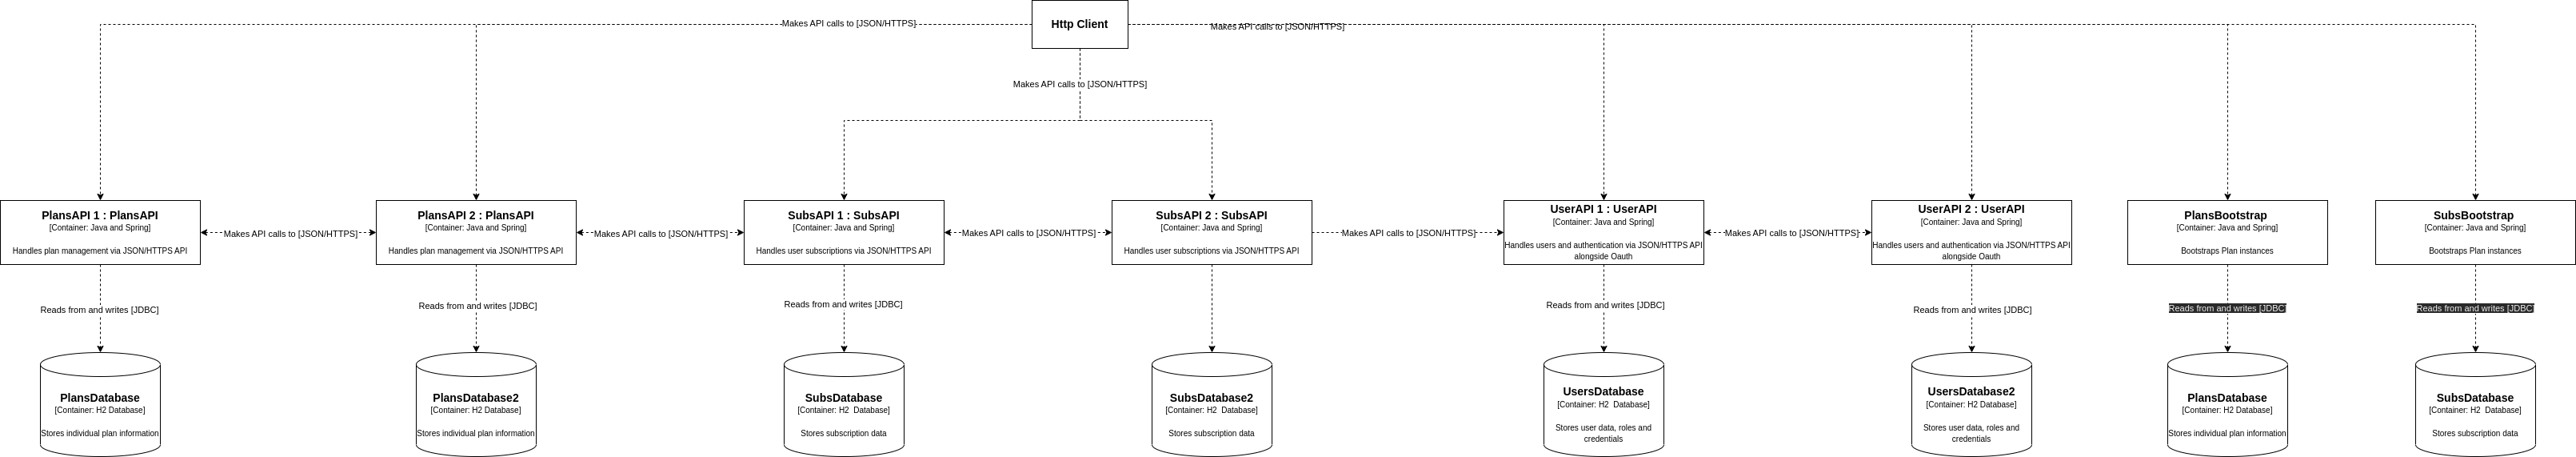 Http Client
Makes API calls to [JSON/HTTPS]
Makes API calls to [JSON/HTTPS]
Makes API calls to [JSON/HTTPS]
PlansAPI 1 : PlansAPI
[Container: Java and Spring]
Handles plan management via JSON/HTTPS API
Makes API calls to [JSON/HTTPS]
PlansAPI 2 : PlansAPI
[Container: Java and Spring]
Handles plan management via JSON/HTTPS API
Makes API calls to [JSON/HTTPS]
SubsAPI 1 : SubsAPI
[Container: Java and Spring]
Handles user subscriptions via JSON/HTTPS API
Makes API calls to [JSON/HTTPS]
SubsAPI 2 : SubsAPI
[Container: Java and Spring]
Handles user subscriptions via JSON/HTTPS API
Makes API calls to [JSON/HTTPS]
UserAPI 1 : UserAPI
[Container: Java and Spring]
Handles users and authentication via JSON/HTTPS API
alongside Oauth
Makes API calls to [JSON/HTTPS]
UserAPI 2 : UserAPI
[Container: Java and Spring]
Handles users and authentication via JSON/HTTPS API
alongside Oauth
PlansBootstrap
[Container: Java and Spring]
Bootstraps Plan instances
SubsBootstrap
[Container: Java and Spring]
Bootstraps Plan instances
Reads from and writes [JDBC]
Reads from and writes [JDBC]
Reads from and writes [JDBC]
Reads from and writes [JDBC]
Reads from and writes [JDBC]
Reads from and writes [JDBC]
Reads from and writes [JDBC]
PlansDatabase
[Container: H2 Database]
Stores individual plan information
PlansDatabase2
[Container: H2 Database]
Stores individual plan information
SubsDatabase
[Container: H2  Database]
Stores subscription data
SubsDatabase2
[Container: H2  Database]
Stores subscription data
UsersDatabase
[Container: H2  Database]
Stores user data, roles and
credentials
UsersDatabase2
[Container: H2 Database]
Stores user data, roles and
credentials
PlansDatabase
[Container: H2 Database]
Stores individual plan information
SubsDatabase
[Container: H2  Database]
Stores subscription data